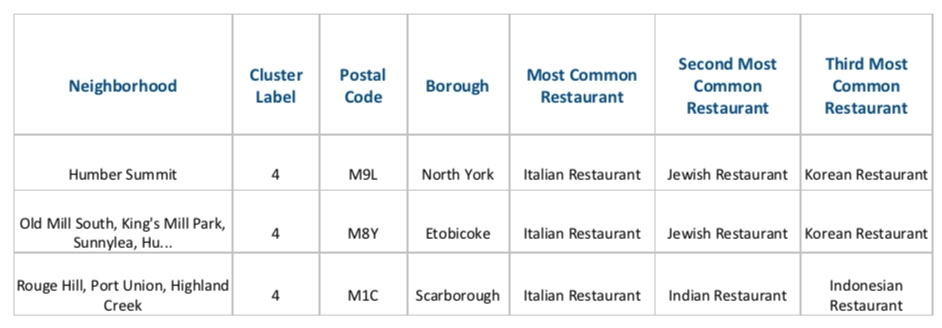 Neighborhood Cluster Label Postal Code Borough Most Common Restaurant Second Most Common Restaurant Third Most Common Restaurant
Humber Summit 4 M9L North York Italian Restaurant Jewish Restaurant Korean Restaurant
Old Mill South, King's Mill Park, Sunnylea, Hu... 4 M8Y Etobicoke Italian Restaurant Jewish Restaurant Korean Restaurant
Rouge Hill, Port Union, Highland Creek 4 M1C Scarborough Italian Restaurant Indian Restaurant Indonesian Restaurant